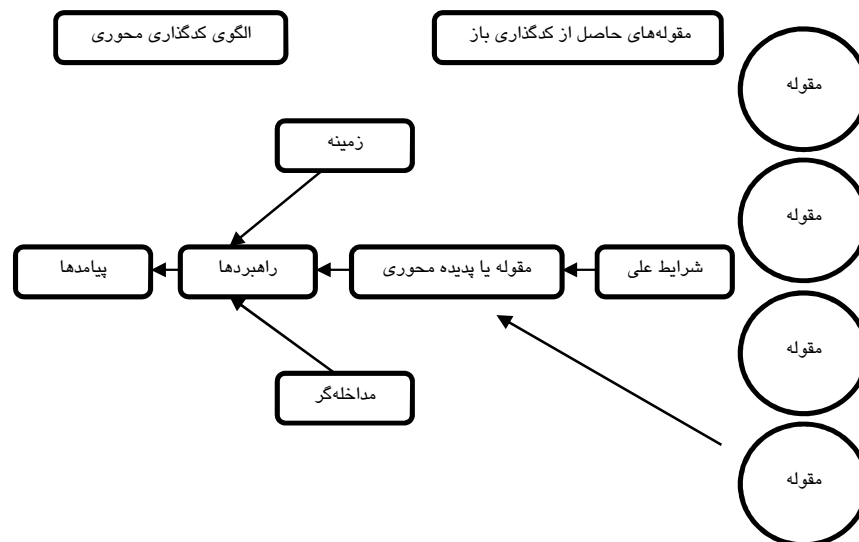 مقوله‌های حاصل از کدگذاری باز
الگوی کدگذاری محوری
مقوله
زمینه
مقوله
شرایط علی
مقوله یا پدیده محوری
راهبردها
پیامدها
مقوله
مداخله‌گر
مقوله